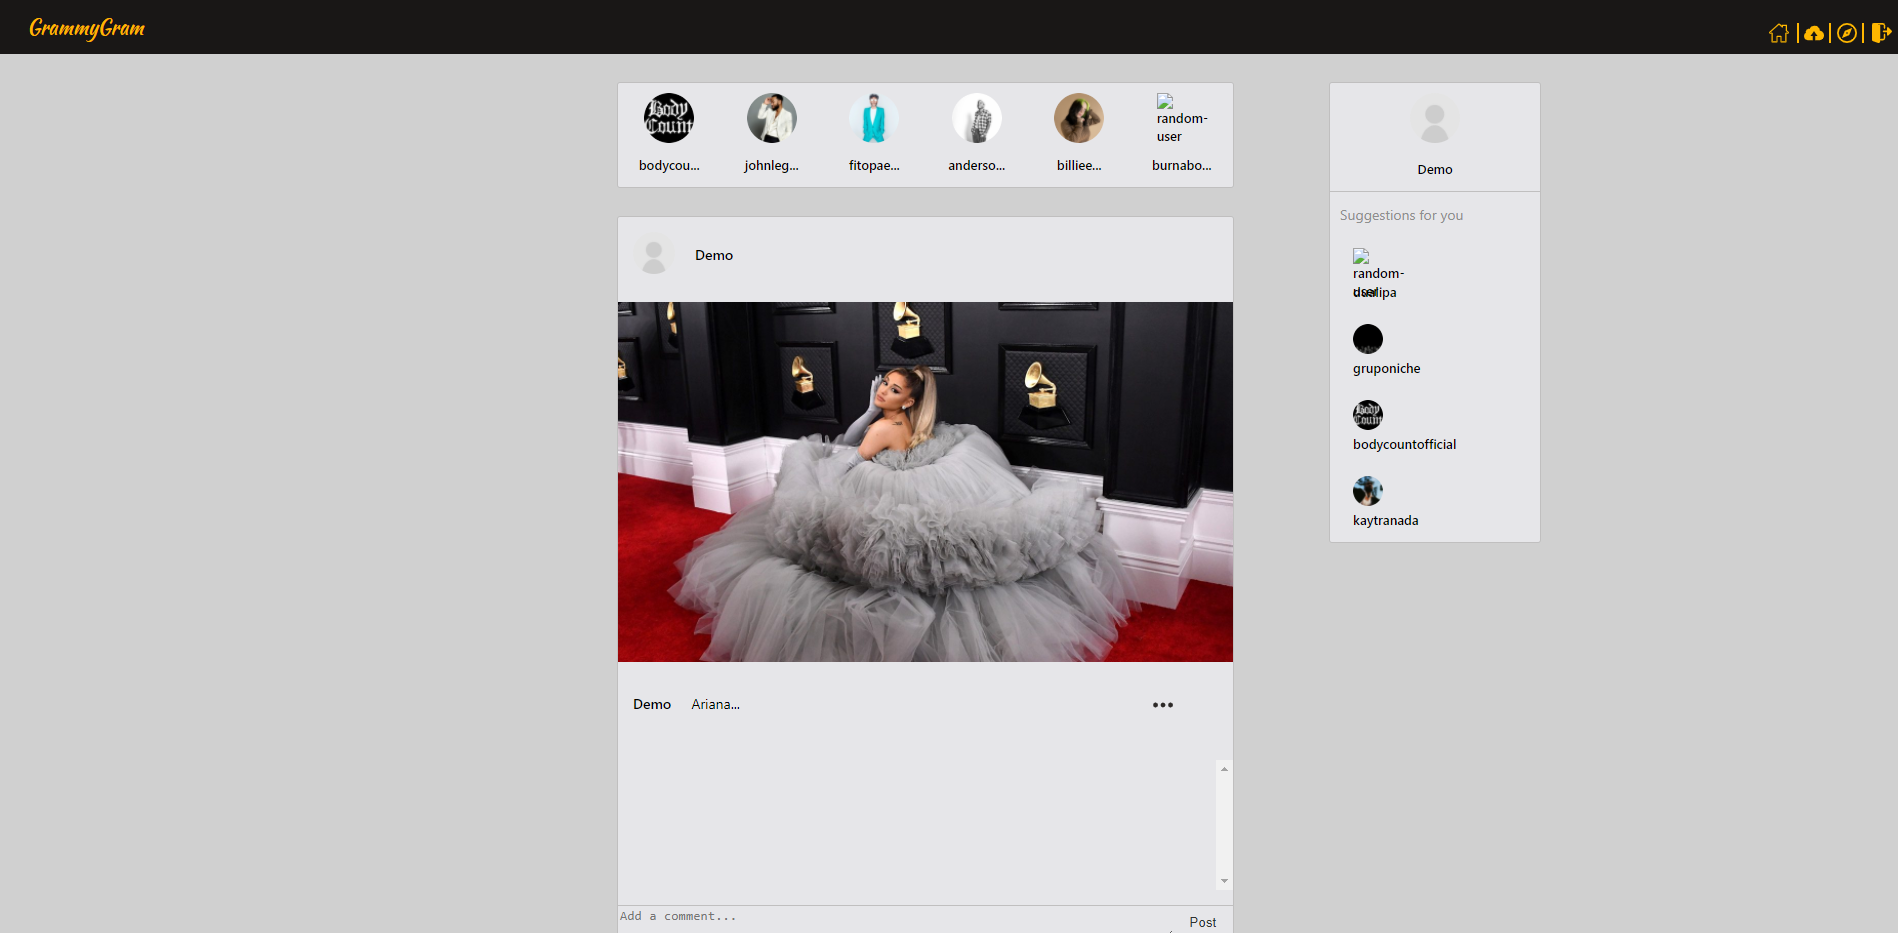 GrammyGram
Body
Count
random-
user
bodycou...
johnleg...
fitopae...
anderso...
billiee...
burnabo...
Demo
Suggestions for you
random-
user
dualipa
gruponiche
Body
Count
bodycountofficial
kaytranada
Demo
Demo Ariana...
Add a comment...
Post